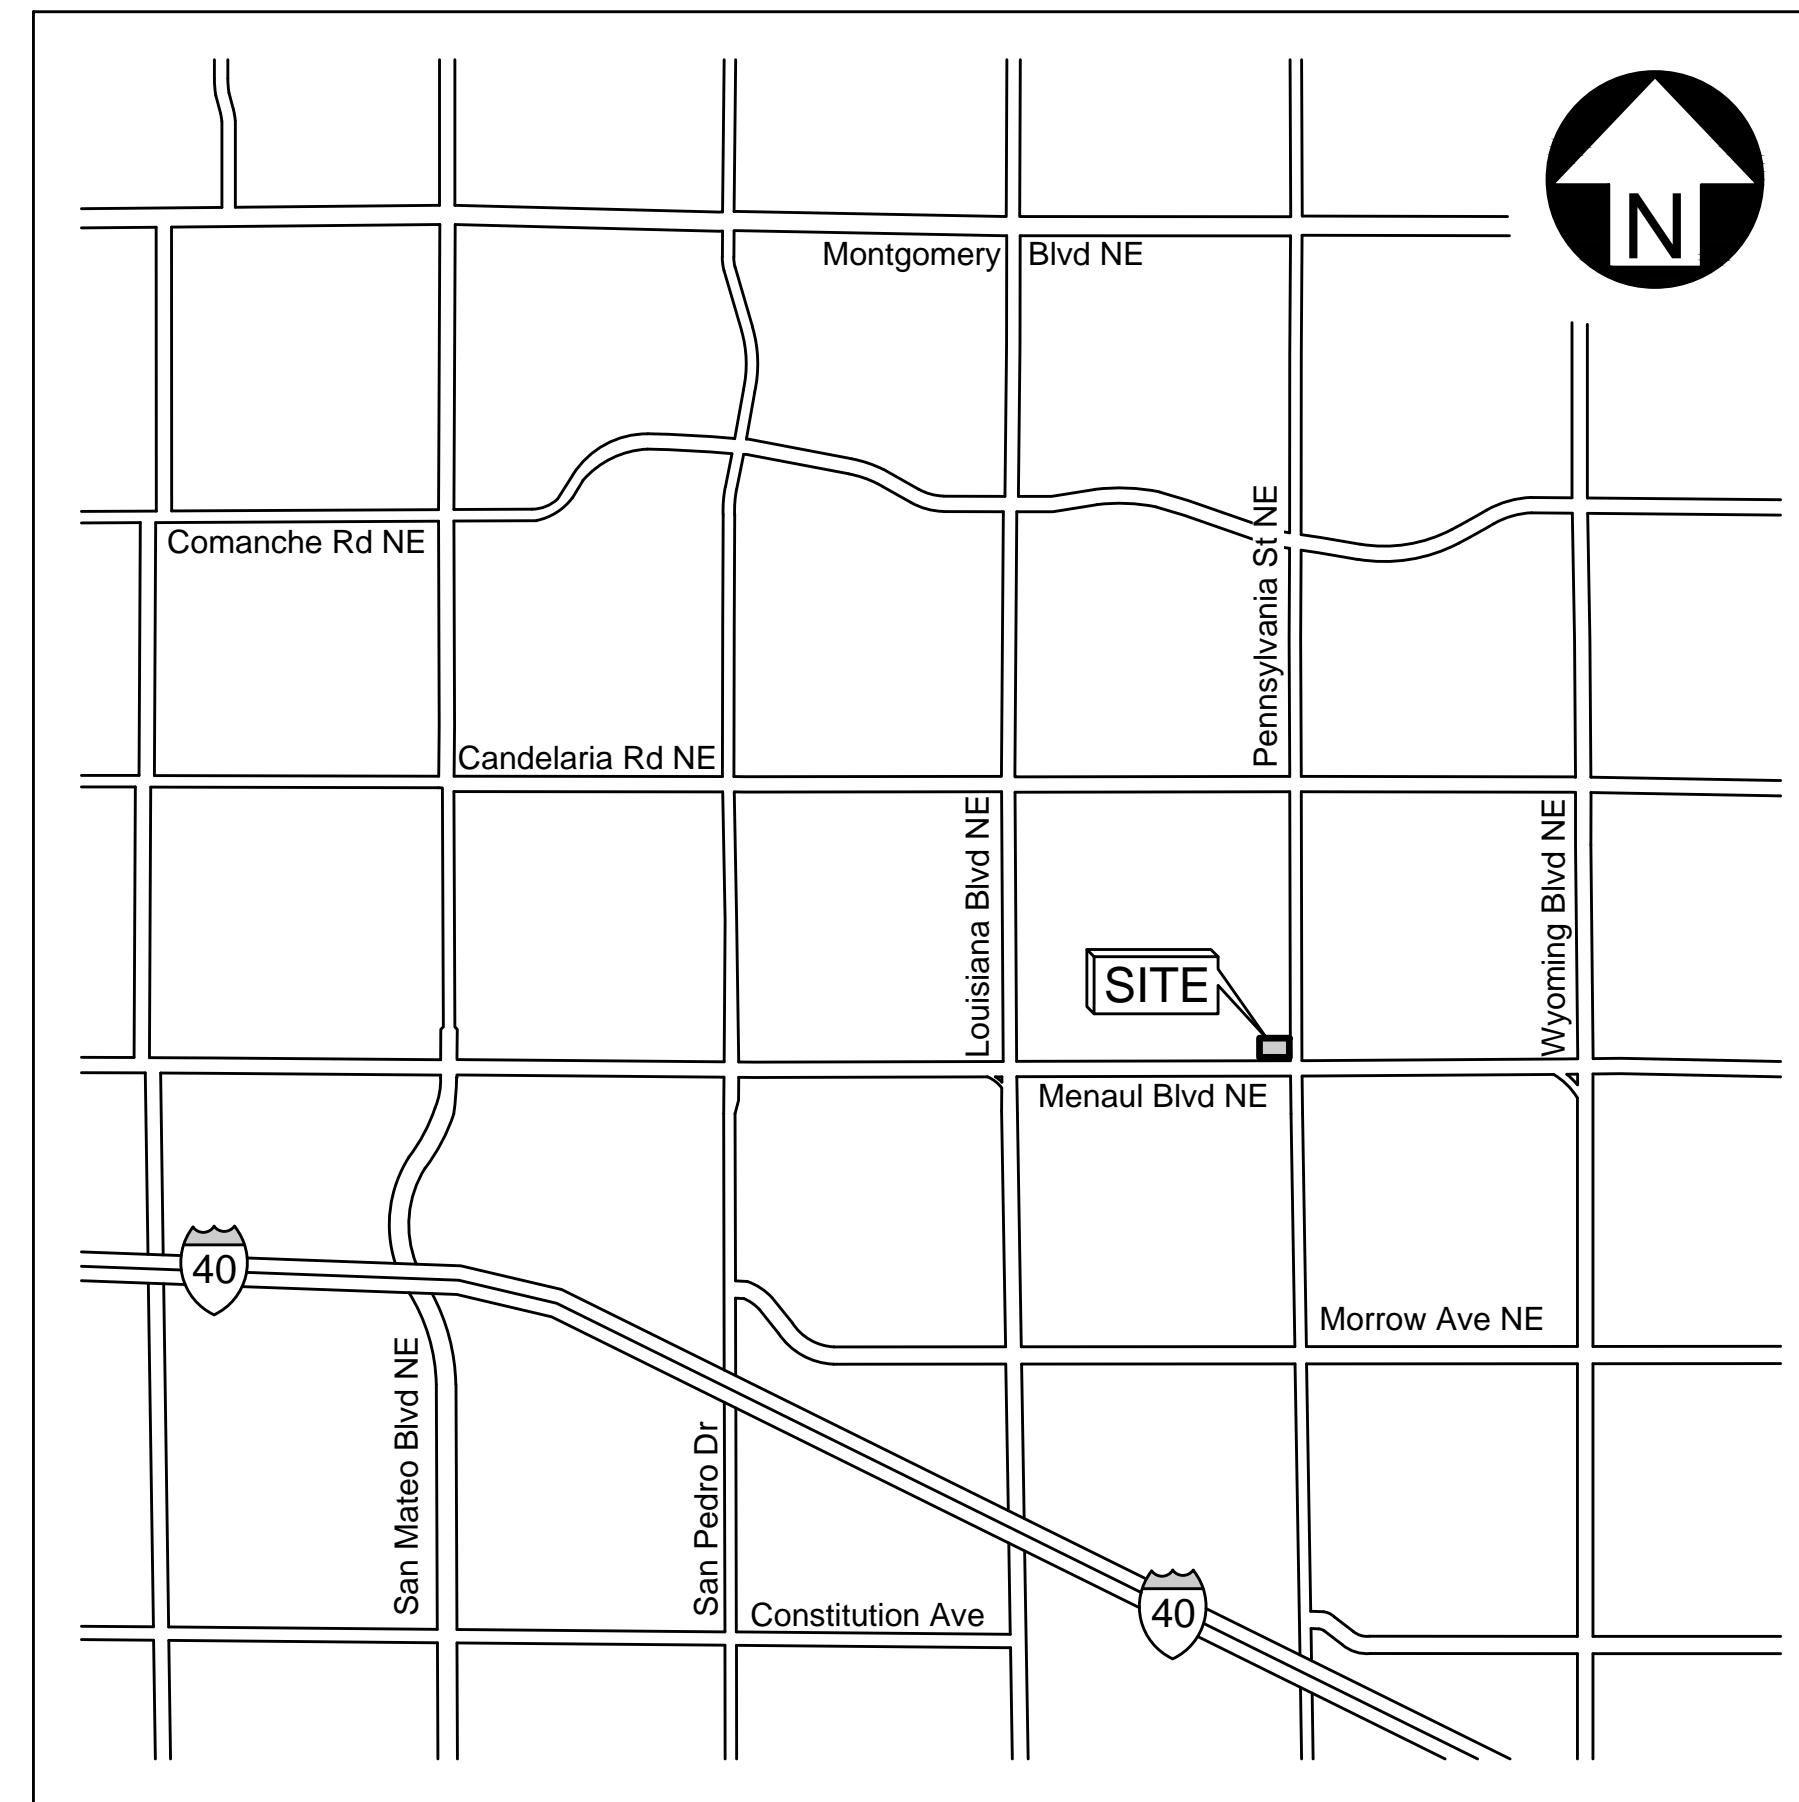 N
Montgomery Blvd NE
Comanche Rd NE
Pennsylvania St NE
Candelaria Rd NE
Louisiana Blvd NE
Wyoming Blvd NE
SITE
Menaul Blvd NE
40
Morrow Ave NE
San Mateo Blvd NE
San Pedro Dr
Constitution Ave
40